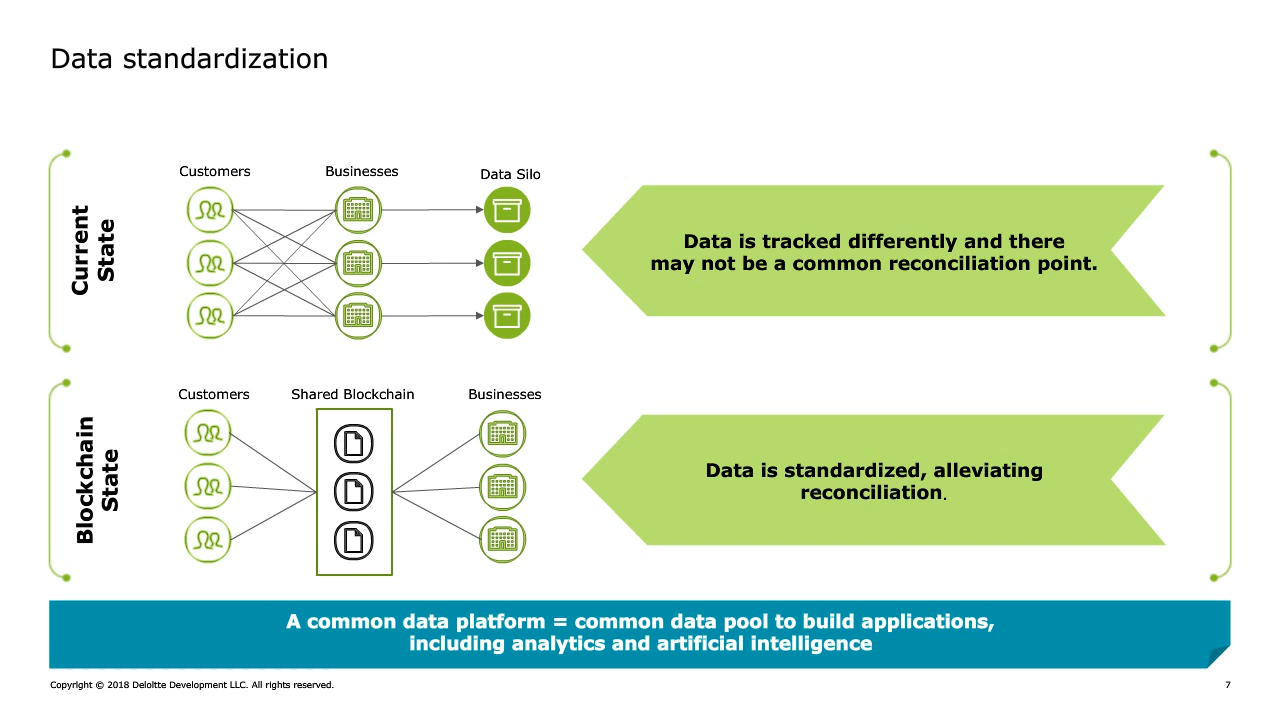 Data standardization
Current
State
Customers
Businesses
Data Silo
Data is tracked differently and there
may not be a common reconciliation point.
Blockchain
State
Customers
Shared Blockchain
Businesses
Data is standardized, alleviating
reconciliation.
A common data platform = common data pool to build applications,
including analytics and artificial intelligence
Copyright © 2018 Deloitte Development LLC. All rights reserved.
7